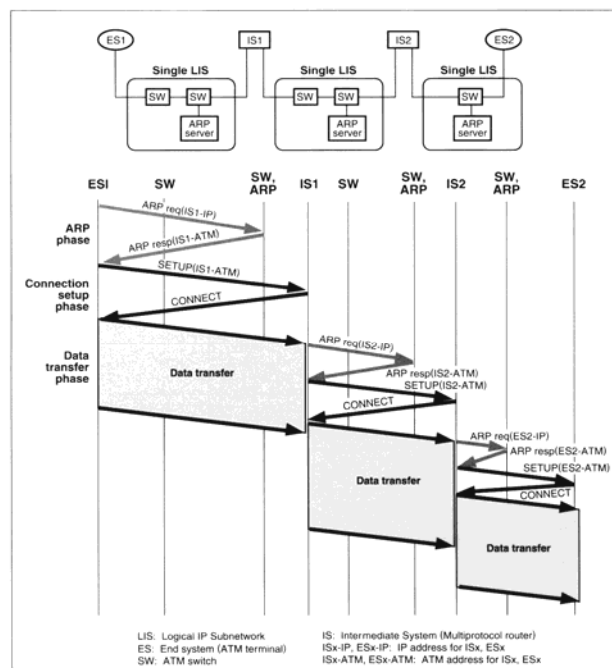 ES1 IS1 IS2 ES2
Single LIS Single LIS Single LIS
SW SW SW SW SW
ARP server ARP server ARP server
ESI SW SW, ARP IS1 SW SW, ARP IS2 SW, ARP ES2
ARP phase
ARP req(IS1-IP)
ARP resp(IS1-ATM)
SETUP(IS1-ATM)
Connection setup phase
CONNECT
Data transfer phase
Data transfer
ARP req(IS2-IP)
ARP resp(IS2-ATM)
SETUP(IS2-ATM)
CONNECT
Data transfer
ARP req(ES2-IP)
ARP resp(ES2-ATM)
SETUP(ES2-ATM)
CONNECT
Data transfer
LIS: Logical IP Subnetwork
ES: End system (ATM terminal)
SW: ATM switch
IS: Intermediate System (Multiprotocol router)
ISx-IP, ESx-IP: IP address for ISx, ESx
ISx-ATM, ESx-ATM: ATM address for ISx, ESx